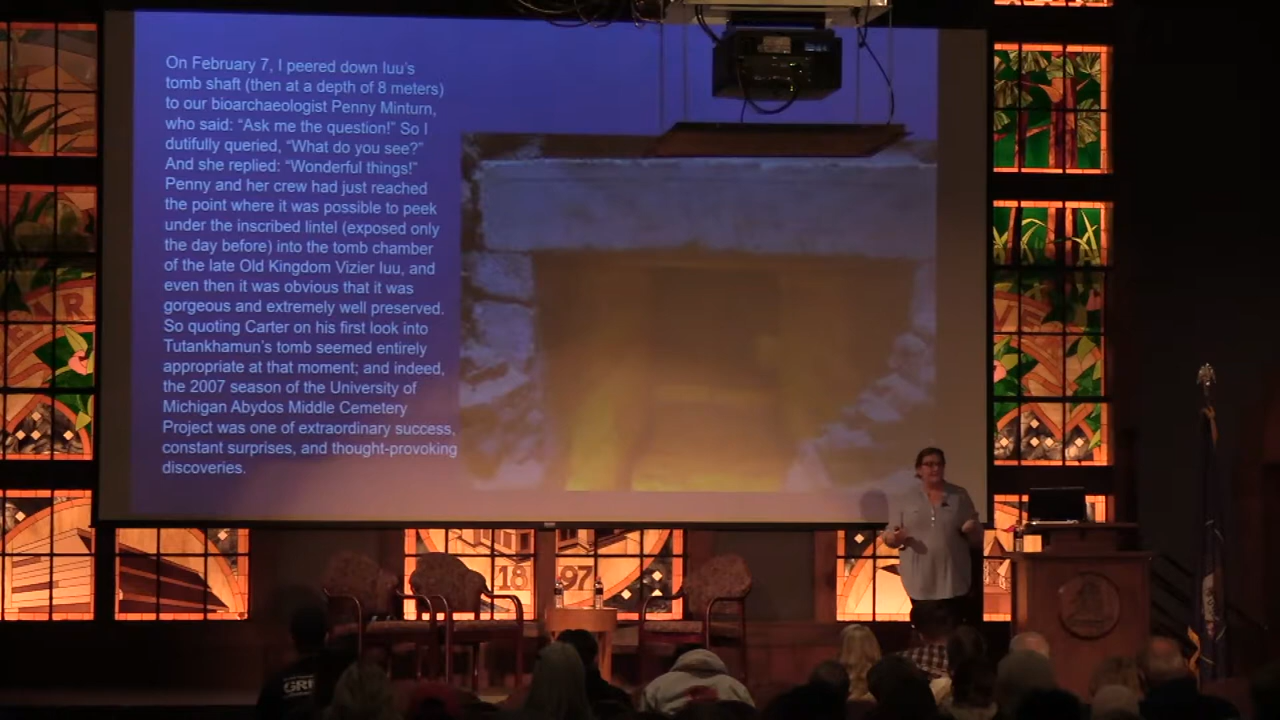 On February 7, I peered down Iuu's
tomb shaft (then at a depth of 8 meters)
to our bioarchaeologist Penny Minturn,
who said: “Ask me the question!” So I
dutifully queried, “What do you see?”
And she replied: “Wonderful things!”
Penny and her crew had just reached
the point where it was possible to peek
under the inscribed lintel (exposed only
the day before) into the tomb chamber
of the late Old Kingdom Vizier Iuu, and
even then it was obvious that it was
gorgeous and extremely well preserved.
So quoting Carter on his first look into
Tutankhamun's tomb seemed entirely
appropriate at that moment; and indeed,
the 2007 season of the University of
Michigan Abydos Middle Cemetery
Project was one of extraordinary success,
constant surprises, and thought-provoking
discoveries.
1897